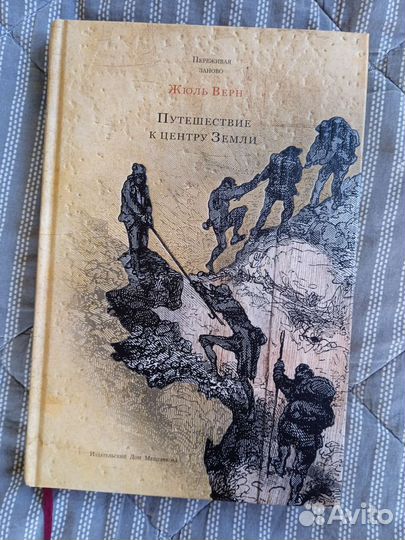 Переживая
заново
Жюль Верн
Путешествие
к центру Земли
Издательский Дом Мещерякова
Avito